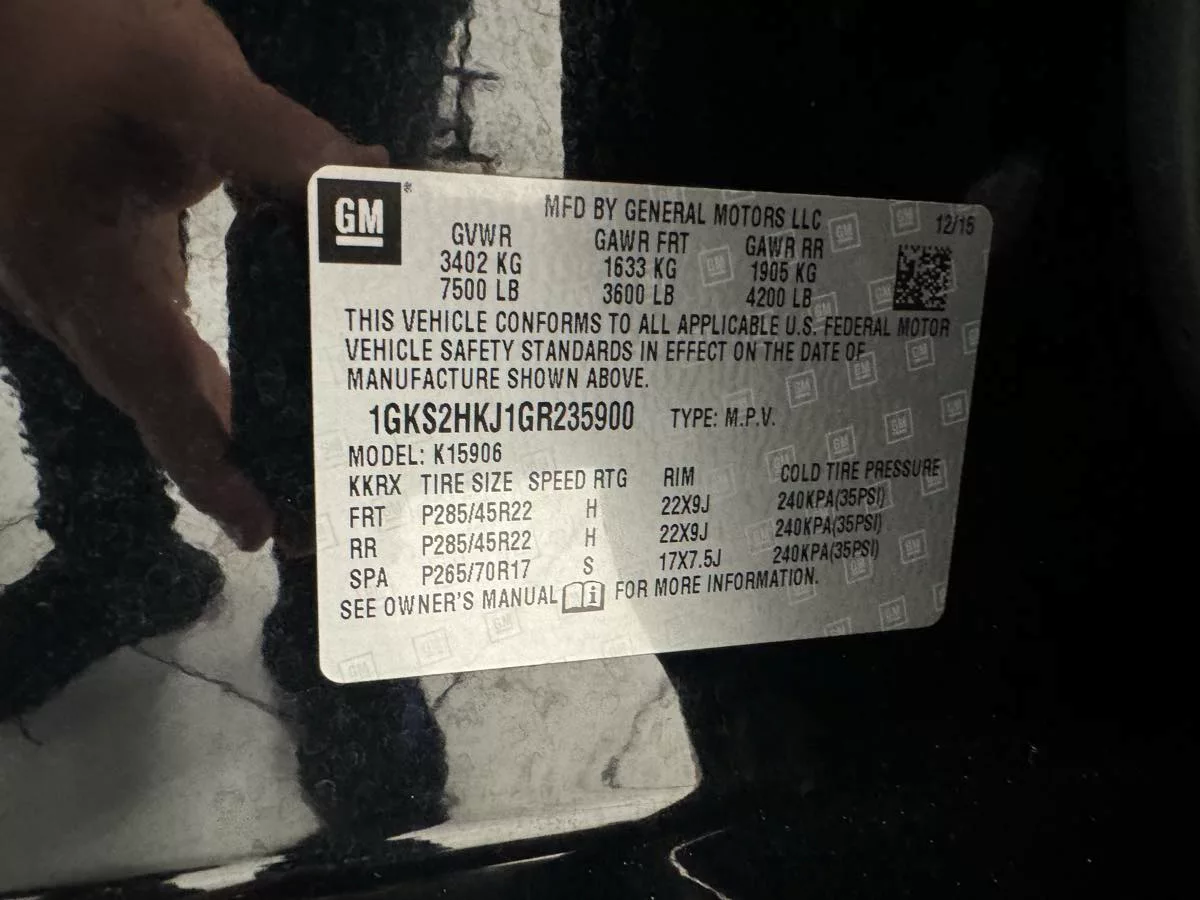 GM
MFD BY GENERAL MOTORS LLC 12/15
GVWR GAWR FRT GAWR RR
3402 KG 1633 KG 1905 KG
7500 LB 3600 LB 4200 LB
THIS VEHICLE CONFORMS TO ALL APPLICABLE U.S. FEDERAL MOTOR
VEHICLE SAFETY STANDARDS IN EFFECT ON THE DATE OF
MANUFACTURE SHOWN ABOVE.
1GKS2HKJ1GR235900 TYPE: M.P.V.
MODEL: K15906
KKRX TIRE SIZE SPEED RTG RIM COLD TIRE PRESSURE
FRT P285/45R22 H 22X9J 240KPA(35PSI)
RR P285/45R22 H 22X9J 240KPA(35PSI)
SPA P265/70R17 S 17X7.5J 240KPA(35PSI)
SEE OWNER'S MANUAL i FOR MORE INFORMATION.